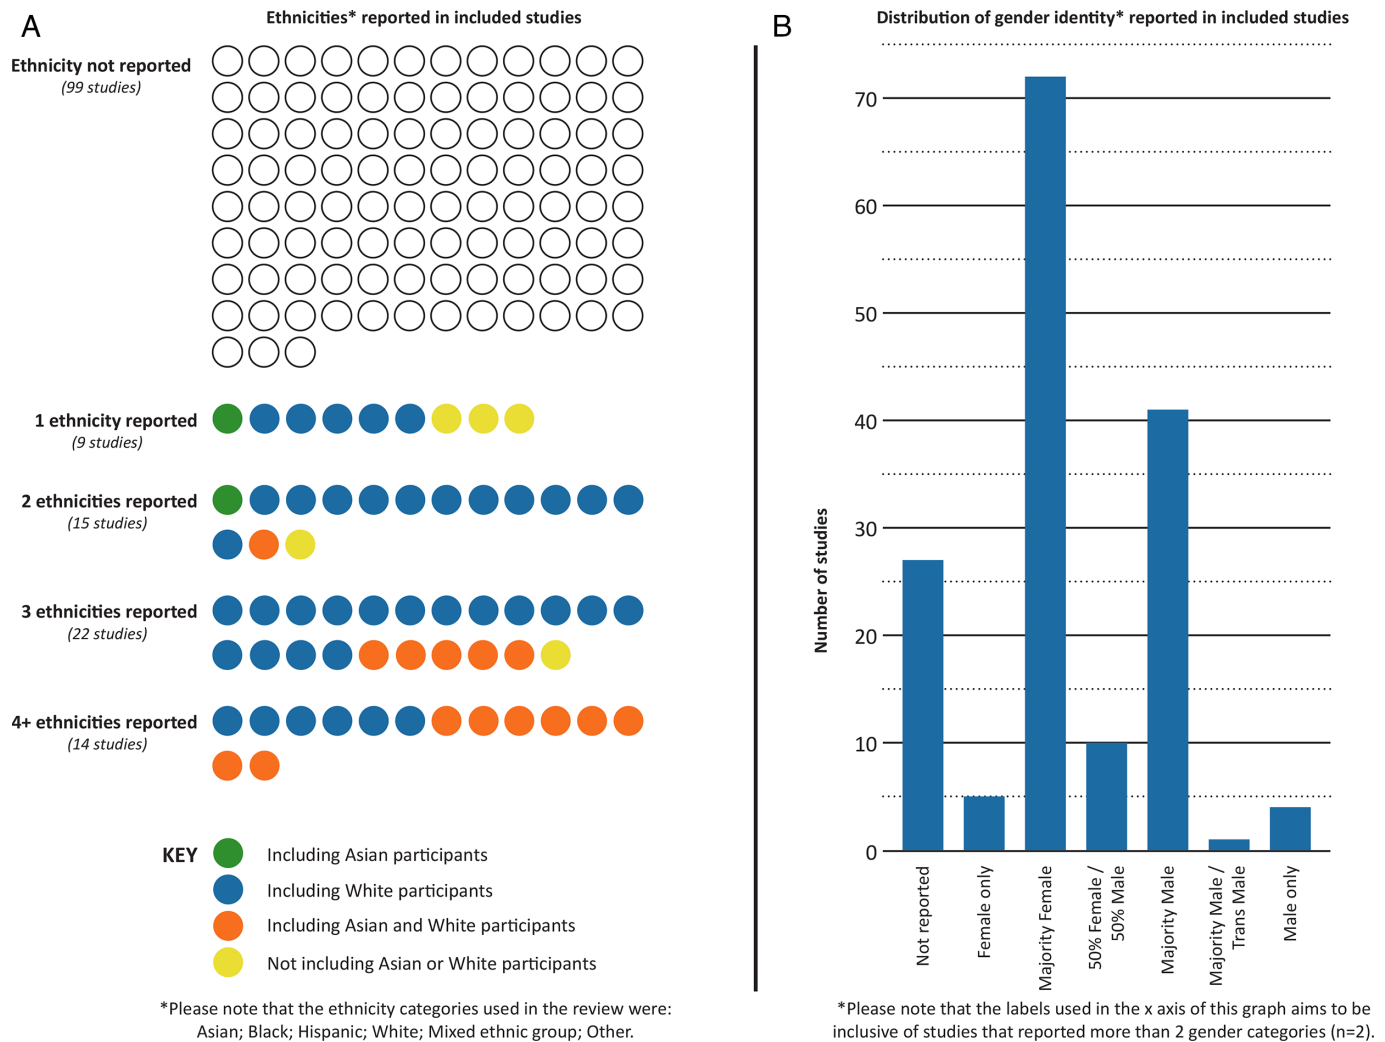 A
Ethnicities* reported in included studies
Ethnicity not reported
(99 studies)
1 ethnicity reported
(9 studies)
2 ethnicities reported
(15 studies)
3 ethnicities reported
(22 studies)
4+ ethnicities reported
(14 studies)
KEY
Including Asian participants
Including White participants
Including Asian and White participants
Not including Asian or White participants
*Please note that the ethnicity categories used in the review were:
Asian; Black; Hispanic; White; Mixed ethnic group; Other.
B
Distribution of gender identity* reported in included studies
Number of studies
70
60
50
40
30
20
10
0
Not reported
Female only
Majority Female
50% Female /
50% Male
Majority Male
Majority Male /
Trans Male
Male only
*Please note that the labels used in the x axis of this graph aims to be
inclusive of studies that reported more than 2 gender categories (n=2).